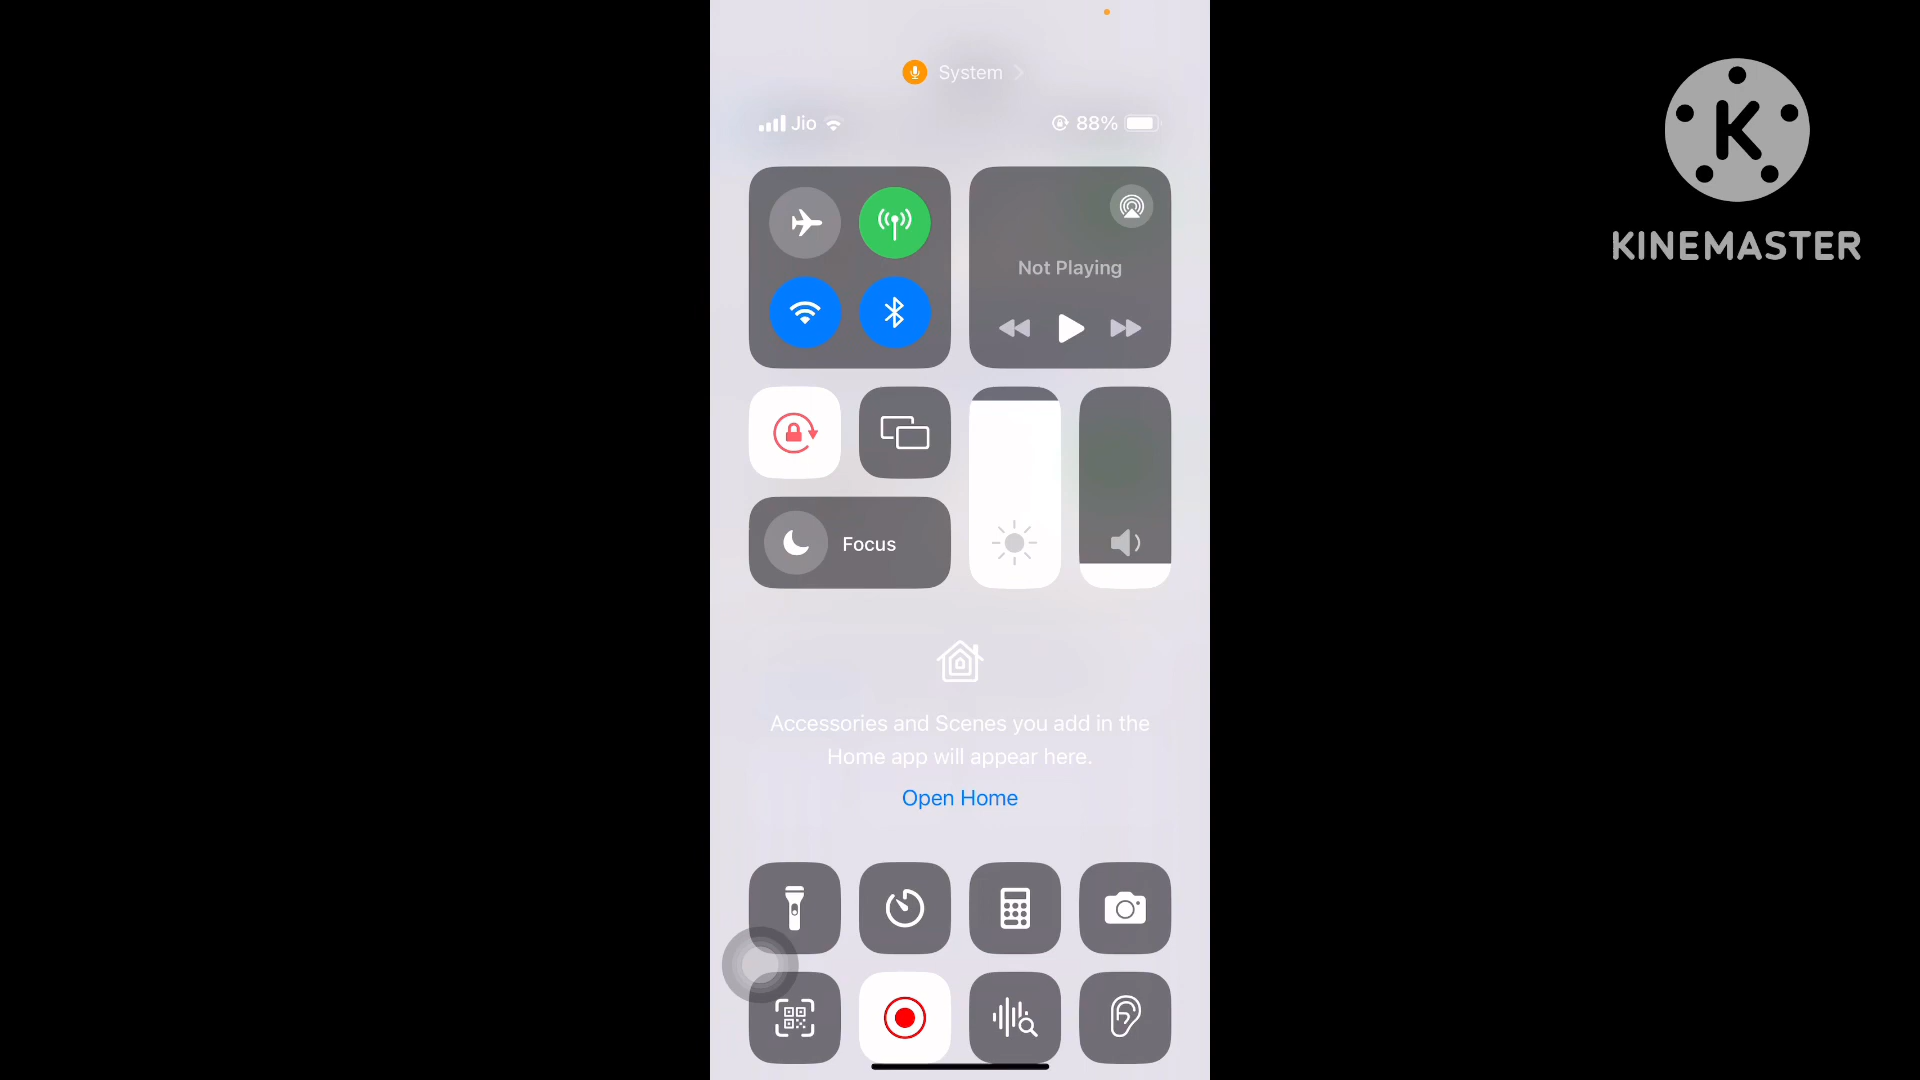 System
Jio
88%
K
KINEMASTER
Not Playing
Focus
Accessories and Scenes you add in the
Home app will appear here.
Open Home